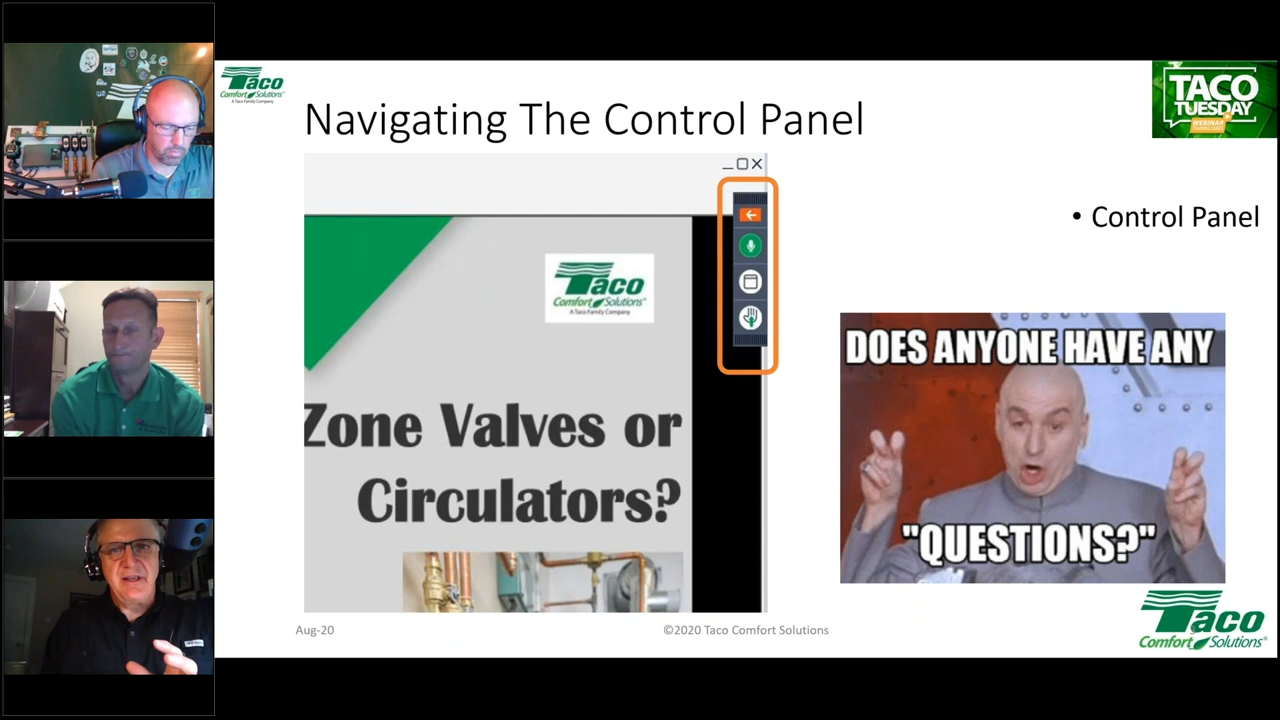 Taco
Comfort Solutions®
A Taco Family Company
Navigating The Control Panel
TACO
TUESDAY
WEBINAR
• Control Panel
Taco
Comfort Solutions®
A Taco Family Company
Zone Valves or
Circulators?
DOES ANYONE HAVE ANY
"QUESTIONS?"
Aug-20
©2020 Taco Comfort Solutions
Taco
Comfort Solutions®